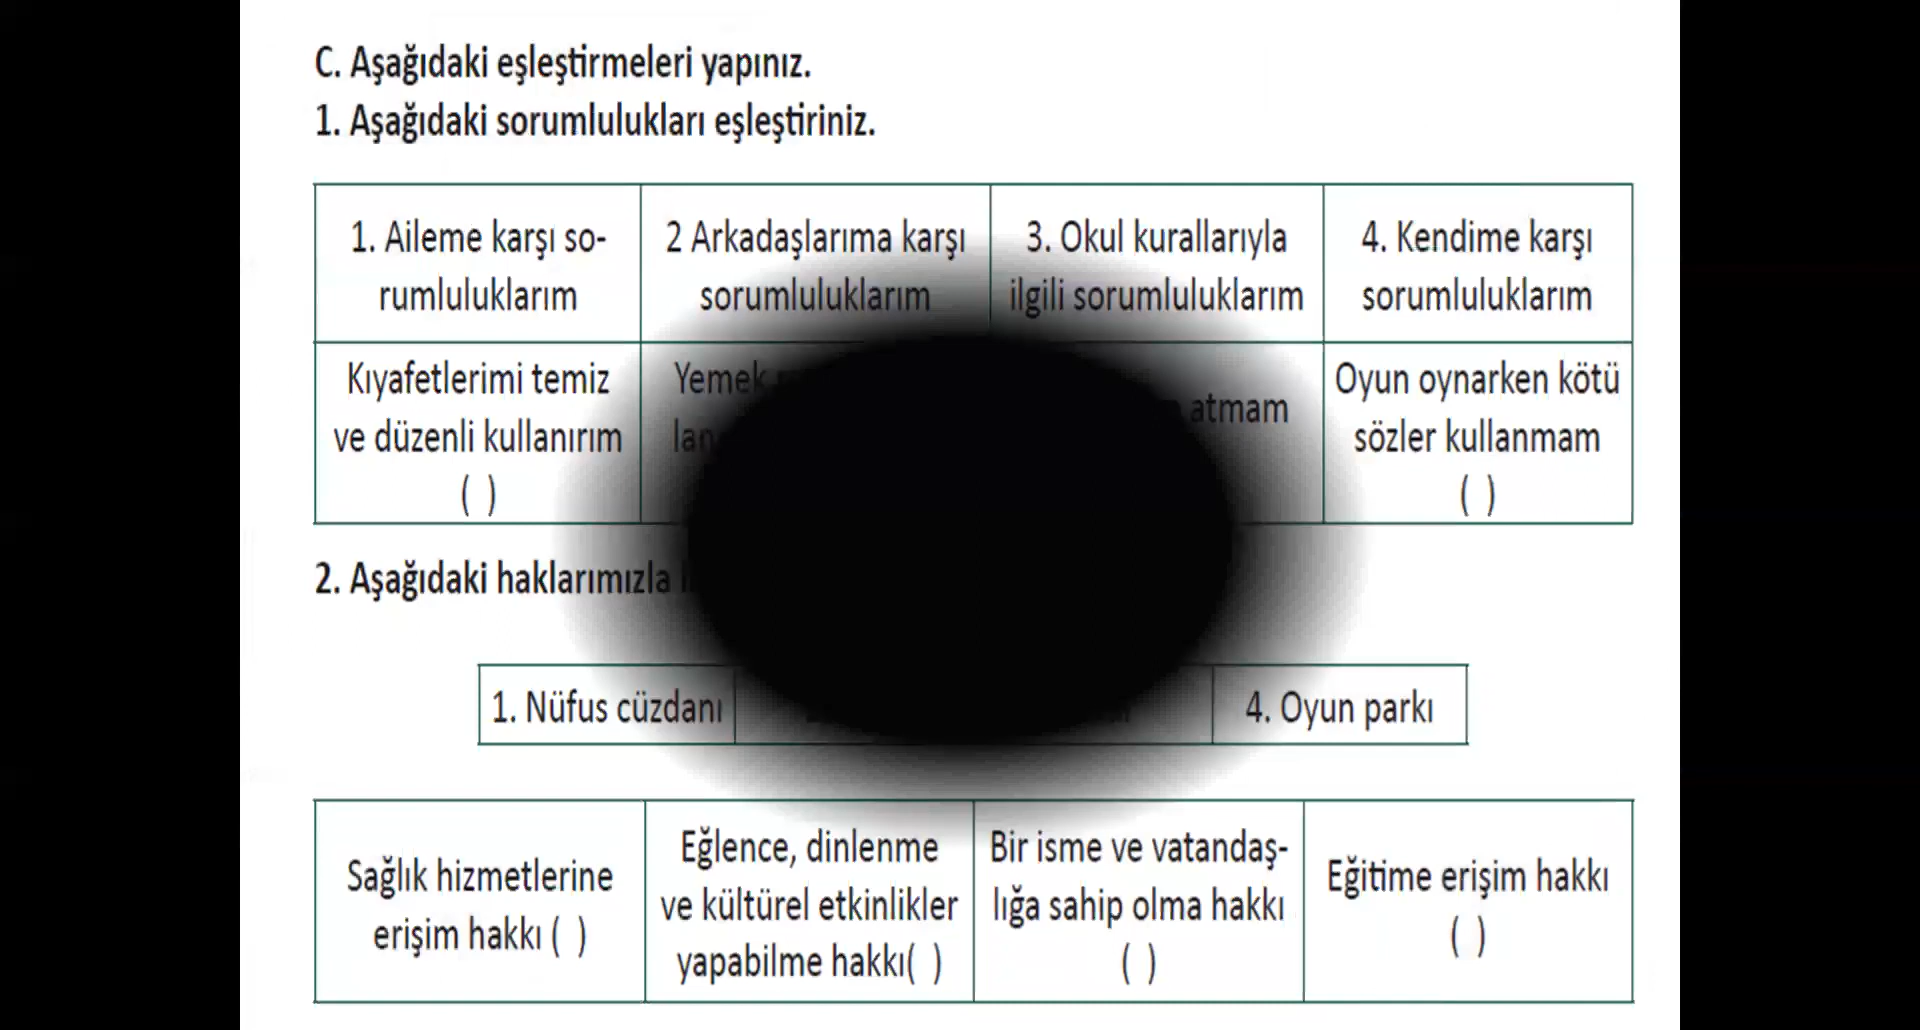 C. Aşağıdaki eşleştirmeleri yapınız.
1. Aşağıdaki sorumlulukları eşleştiriniz.
1. Aileme karşı so-
rumluluklarım
2 Arkadaşlarıma karşı
sorumluluklarım
3. Okul kurallarıyla
ilgili sorumluluklarım
4. Kendime karşı
sorumluluklarım
Kıyafetlerimi temiz
ve düzenli kullanırım
( )
Yemek
atmam
Oyun oynarken kötü
sözler kullanmam
( )
2. Aşağıdaki haklarımızla
1. Nüfus cüzdanı
4. Oyun parkı
Sağlık hizmetlerine
erişim hakkı ( )
Eğlence, dinlenme
ve kültürel etkinlikler
yapabilme hakkı( )
Bir isme ve vatandaş-
lığa sahip olma hakkı
( )
Eğitime erişim hakkı
( )